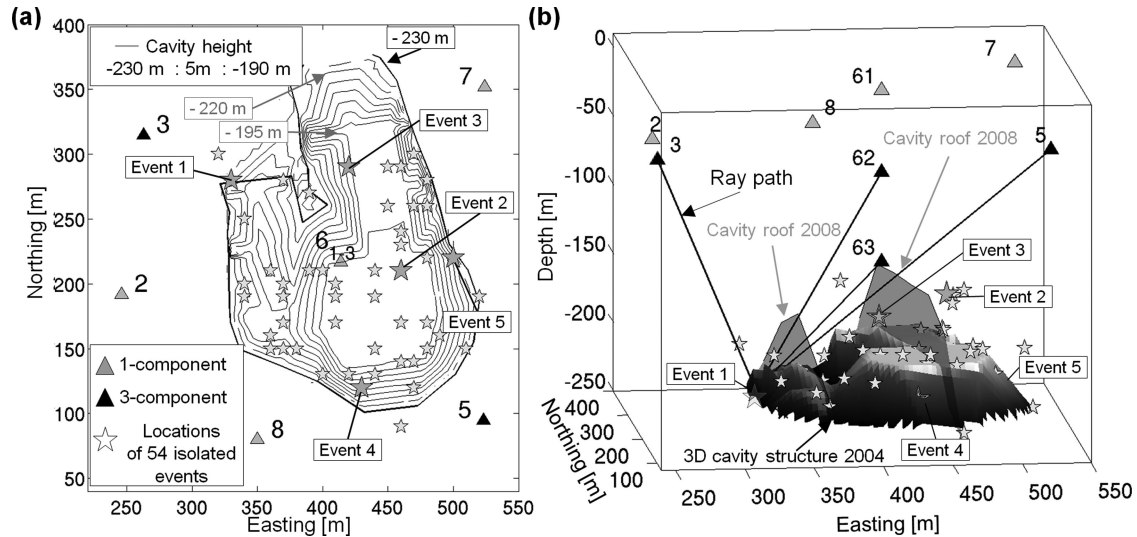 (a)
400
350
300
250
200
150
100
50
Northing [m]
Cavity height
-230 m : 5m : -190 m
- 230 m
- 220 m
- 195 m
7
3
Event 3
Event 1
Event 2
6
1-3
2
Event 5
1-component
3-component
Locations
of 54 isolated
events
8
5
Event 4
250 300 350 400 450 500 550
Easting [m]
(b)
0
-50
-100
-150
-200
-250
Depth [m]
400
300
200
100
Northing [m]
7
61
8
2
3
5
62
63
Cavity roof 2008
Ray path
Cavity roof 2008
Event 3
Event 2
Event 1
Event 5
Event 4
3D cavity structure 2004
250 300 350 400 450 500 550
Easting [m]